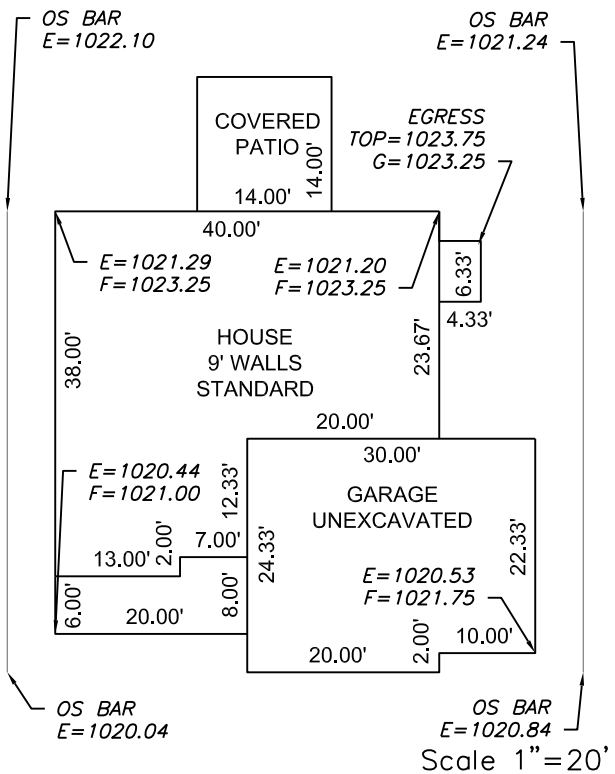 OS BAR
E=1022.10
OS BAR
E=1021.24
COVERED
PATIO
14.00'
14.00'
EGRESS
TOP=1023.75
G=1023.25
40.00'
E=1021.29
F=1023.25
E=1021.20
F=1023.25
6.33'
4.33'
38.00'
HOUSE
9' WALLS
STANDARD
23.67'
20.00'
30.00'
E=1020.44
F=1021.00
12.33'
GARAGE
UNEXCAVATED
24.33'
22.33'
13.00'
2.00'
7.00'
E=1020.53
F=1021.75
6.00'
20.00'
8.00'
20.00'
2.00'
10.00'
OS BAR
E=1020.04
OS BAR
E=1020.84
Scale 1"=20'